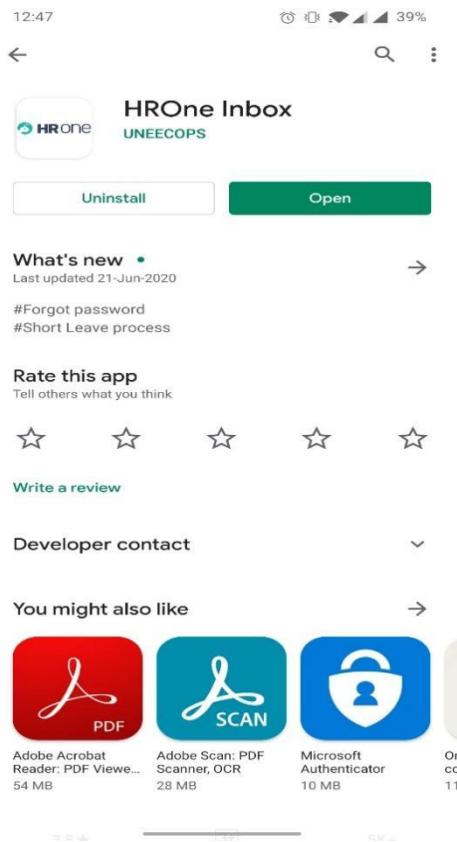 12:47
39%
HROne Inbox
HRone
UNEECOPS
Uninstall
Open
What's new
Last updated 21-Jun-2020
#Forgot password
#Short Leave process
Rate this app
Tell others what you think
Write a review
Developer contact
You might also like
PDF
SCAN
Adobe Acrobat
Reader: PDF Viewe...
54 MB
Adobe Scan: PDF
Scanner, OCR
28 MB
Microsoft
Authenticator
10 MB